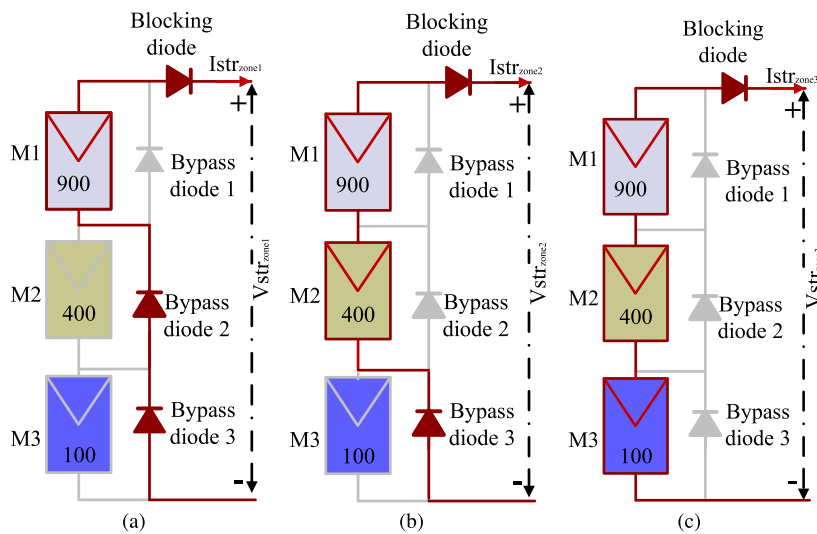 Blocking
diode
Istrzone1
+
M1
900
Bypass
diode 1
M2
400
Bypass
diode 2
Vstrzone1
M3
100
Bypass
diode 3
-
(a)
Blocking
diode
Istrzone2
+
M1
900
Bypass
diode 1
M2
400
Bypass
diode 2
Vstrzone2
M3
100
Bypass
diode 3
-
(b)
Blocking
diode
Istrzone3
+
M1
900
Bypass
diode 1
M2
400
Bypass
diode 2
M3
100
Bypass
diode 3
-
(c)